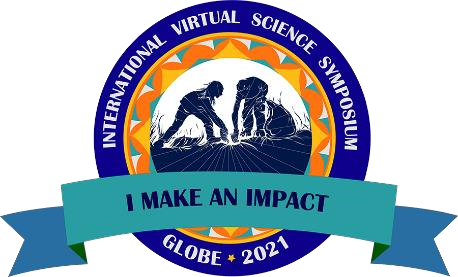 INTERNATIONAL VIRTUAL SCIENCE SYMPOSIUM
I MAKE AN IMPACT
GLOBE ★ 2021